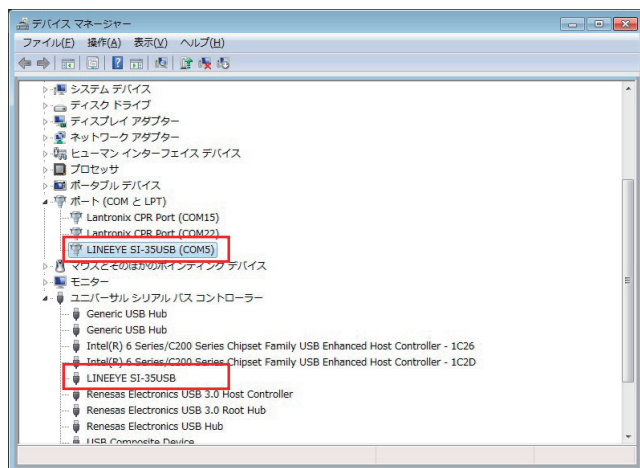 デバイス マネージャー
ファイル(F) 操作(A) 表示(V) ヘルプ(H)
システム デバイス
ディスク ドライブ
ディスプレイ アダプター
ネットワーク アダプター
ヒューマン インターフェイス デバイス
プロセッサ
ポータブル デバイス
ポート (COM と LPT)
Lantronix CPR Port (COM15)
Lantronix CPR Port (COM22)
LINEEYE SI-35USB (COM5)
マウスとそのほかのポインティング デバイス
モニター
ユニバーサル シリアル バス コントローラー
Generic USB Hub
Generic USB Hub
Intel(R) 6 Series/C200 Series Chipset Family USB Enhanced Host Controller - 1C26
Intel(R) 6 Series/C200 Series Chipset Family USB Enhanced Host Controller - 1C2D
LINEEYE SI-35USB
Renesas Electronics USB 3.0 Host Controller
Renesas Electronics USB 3.0 Root Hub
USB Composite Device